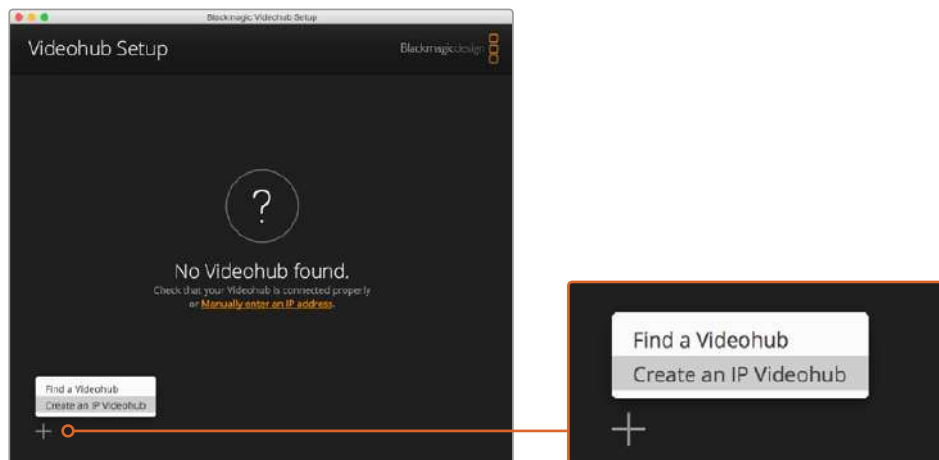 Blackmagic Videohub Setup
Videohub Setup
Blackmagicdesign
?
No Videohub found.
Check that your Videohub is connected properly
or Manually enter an IP address.
Find a Videohub
Create an IP Videohub
Find a Videohub
Create an IP Videohub